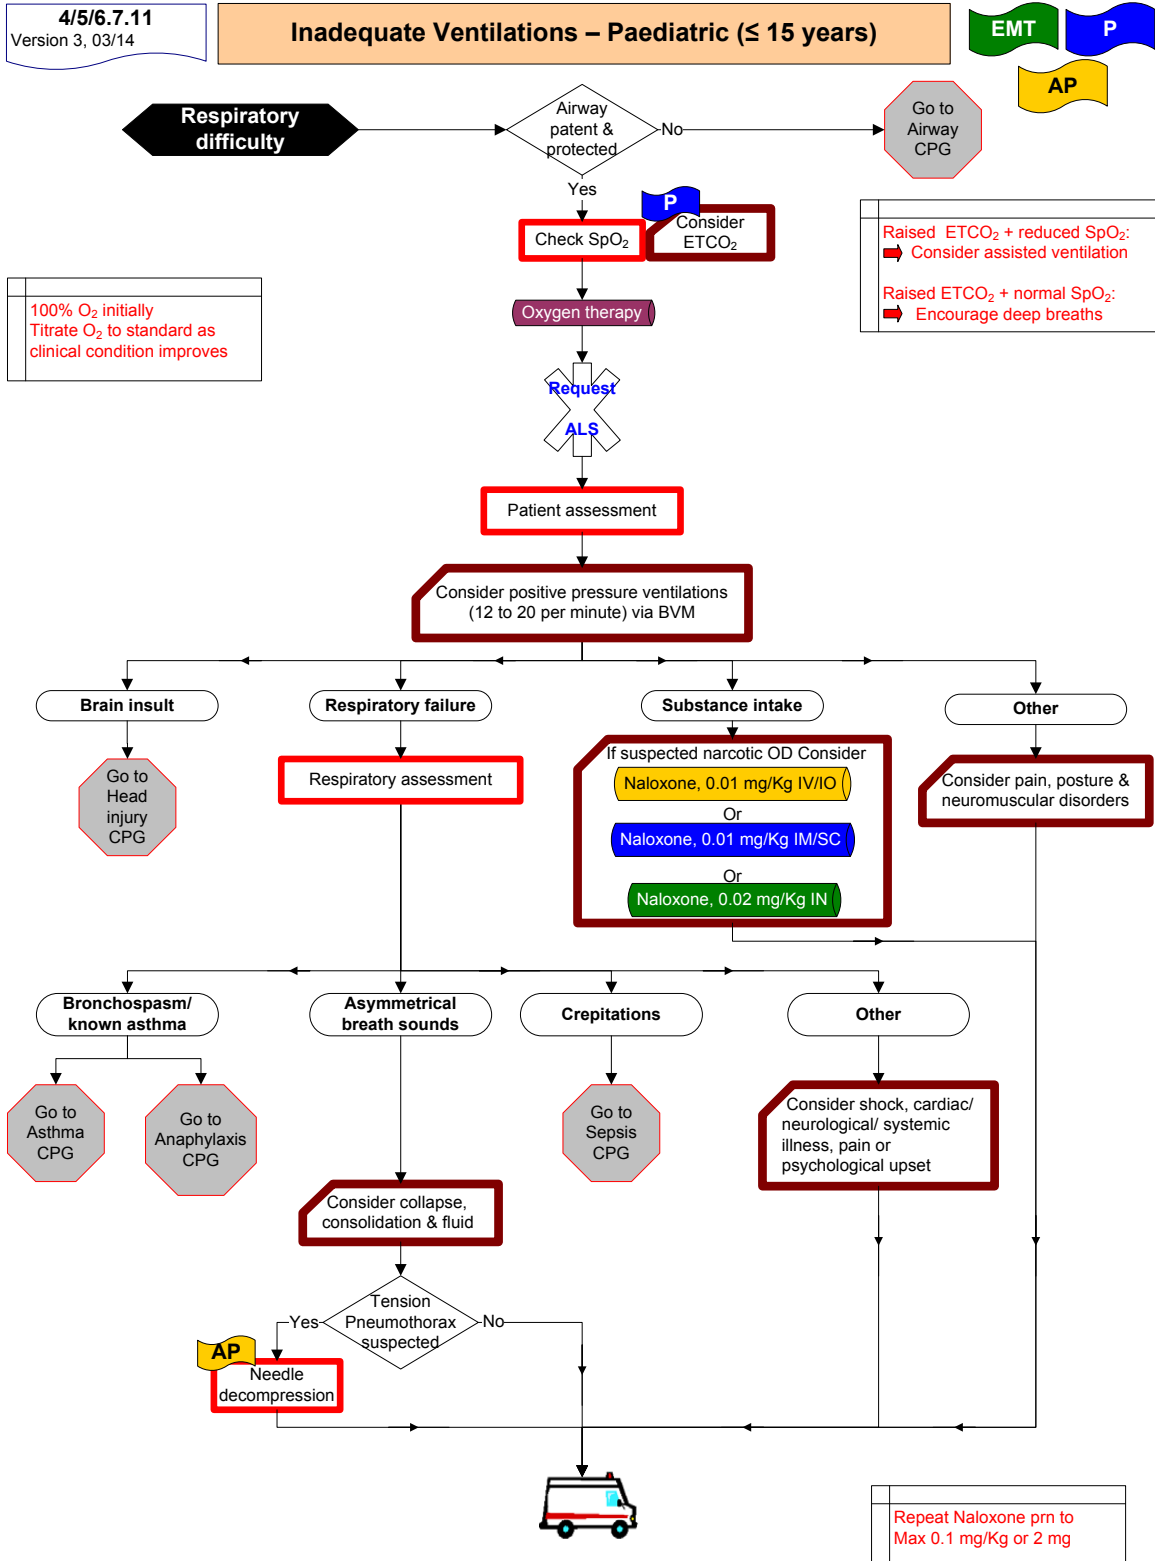 4/5/6.7.11
Version 3, 03/14
Inadequate Ventilations – Paediatric (≤ 15 years)
EMT
P
AP
Respiratory
difficulty
Airway
patent &
protected
No
Go to
Airway
CPG
Yes
P
Check SpO₂
Consider
ETCO₂
Raised ETCO₂ + reduced SpO₂:
Consider assisted ventilation
Raised ETCO₂ + normal SpO₂:
Encourage deep breaths
100% O₂ initially
Titrate O₂ to standard as
clinical condition improves
Oxygen therapy
Request
ALS
Patient assessment
Consider positive pressure ventilations
(12 to 20 per minute) via BVM
Brain insult
Respiratory failure
Substance intake
Other
Go to
Head
injury
CPG
Respiratory assessment
If suspected narcotic OD Consider
Naloxone, 0.01 mg/Kg IV/IO
Or
Naloxone, 0.01 mg/Kg IM/SC
Or
Naloxone, 0.02 mg/Kg IN
Consider pain, posture &
neuromuscular disorders
Bronchospasm/
known asthma
Asymmetrical
breath sounds
Crepitations
Other
Go to
Asthma
CPG
Go to
Anaphylaxis
CPG
Go to
Sepsis
CPG
Consider shock, cardiac/
neurological/ systemic
illness, pain or
psychological upset
Consider collapse,
consolidation & fluid
Tension
Pneumothorax
suspected
Yes
No
AP
Needle
decompression
Repeat Naloxone prn to
Max 0.1 mg/Kg or 2 mg